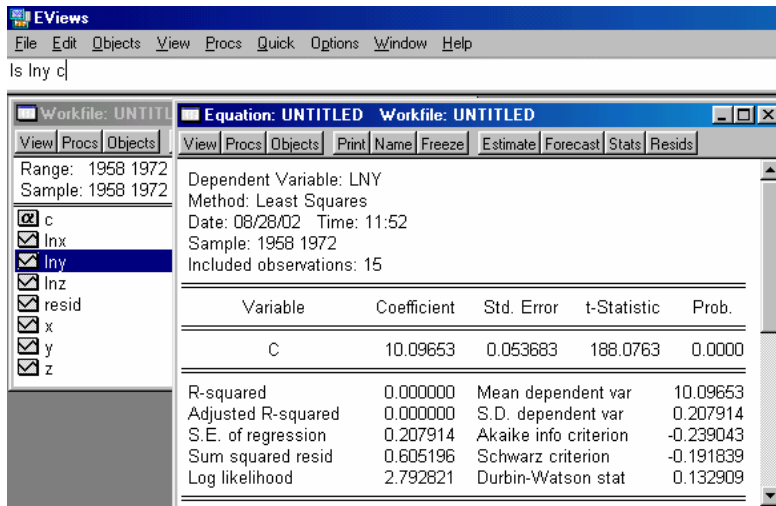 EViews
File Edit Objects View Procs Quick Options Window Help
ls lny c
Workfile: UNTITL
View Procs Objects
Range: 1958 1972
Sample: 1958 1972
c
lnx
lny
lnz
resid
x
y
z
Equation: UNTITLED Workfile: UNTITLED
View Procs Objects Print Name Freeze Estimate Forecast Stats Resids
Dependent Variable: LNY
Method: Least Squares
Date: 08/28/02 Time: 11:52
Sample: 1958 1972
Included observations: 15
Variable Coefficient Std. Error t-Statistic Prob.
C 10.09653 0.053683 188.0763 0.0000
R-squared 0.000000 Mean dependent var 10.09653
Adjusted R-squared 0.000000 S.D. dependent var 0.207914
S.E. of regression 0.207914 Akaike info criterion -0.239043
Sum squared resid 0.605196 Schwarz criterion -0.191839
Log likelihood 2.792821 Durbin-Watson stat 0.132909